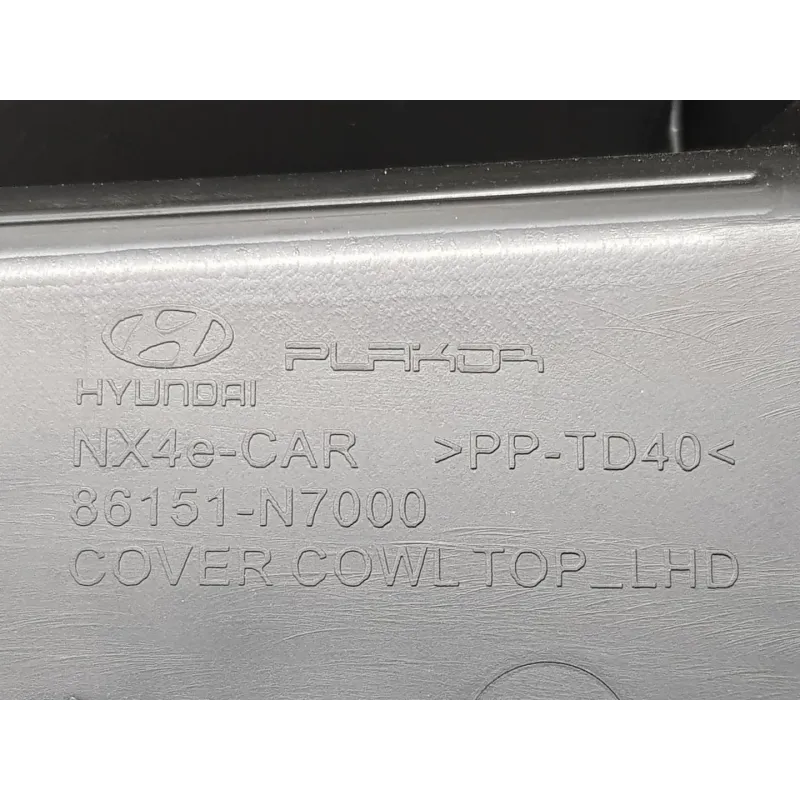 PLAKOR
HYUNDAI
NX4e-CAR >PP-TD40<
86151-N7000
COVER COWL TOP_LHD